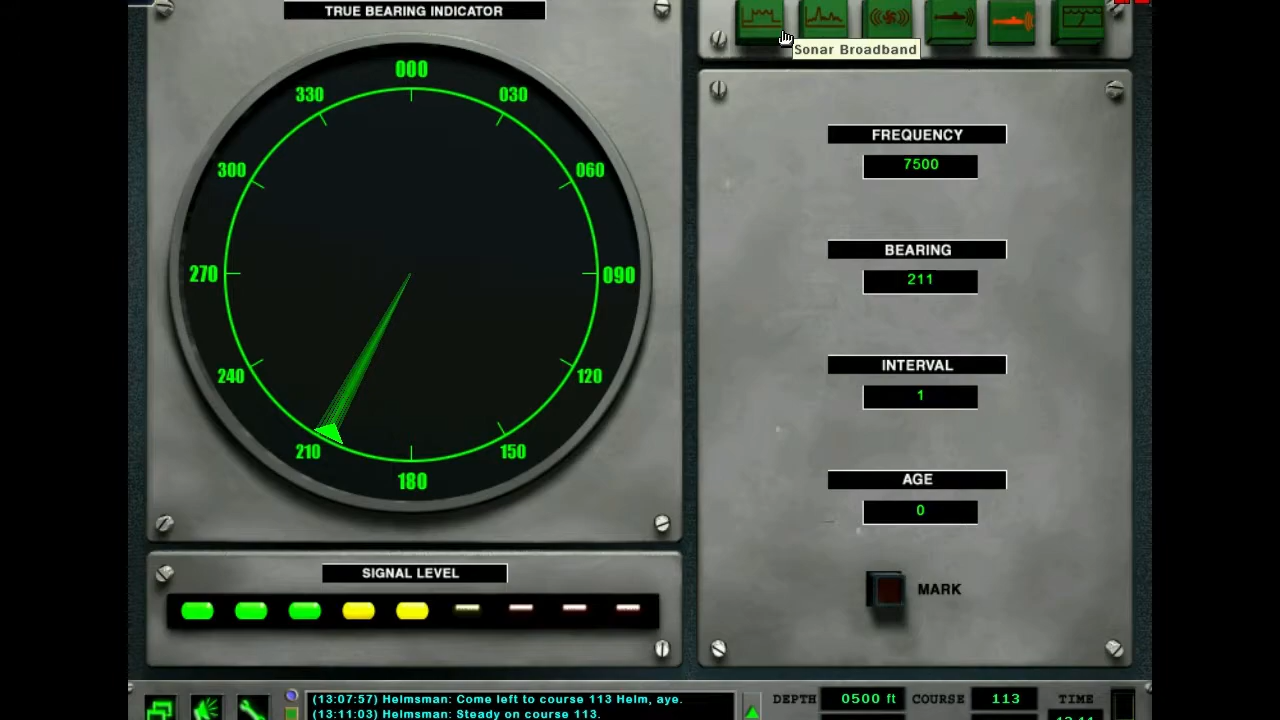 TRUE BEARING INDICATOR
Sonar Broadband
000
330
030
300
060
270
090
240
120
210
150
180
FREQUENCY
7500
BEARING
211
INTERVAL
1
AGE
0
MARK
SIGNAL LEVEL
(13:07:57) Helmsman: Come left to course 113 Helm, aye.
(13:11:03) Helmsman: Steady on course 113.
DEPTH 0500 ft COURSE 113 TIME